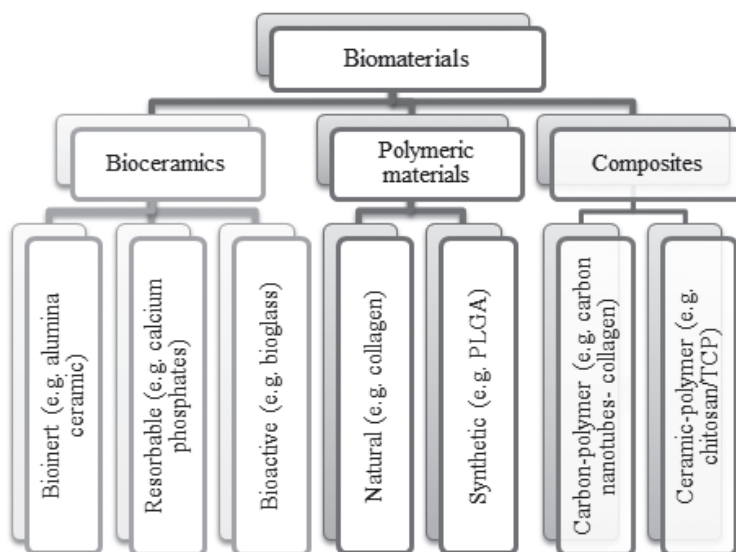 Biomaterials
Bioceramics
Polymeric
materials
Composites
Bioinert (e.g. alumina
ceramic)
Resorbable (e.g. calcium
phosphates)
Bioactive (e.g. bioglass)
Natural (e.g. collagen)
Synthetic (e.g. PLGA)
Carbon-polymer (e.g. carbon
nanotubes- collagen)
Ceramic-polymer (e.g.
chitosan/TCP)